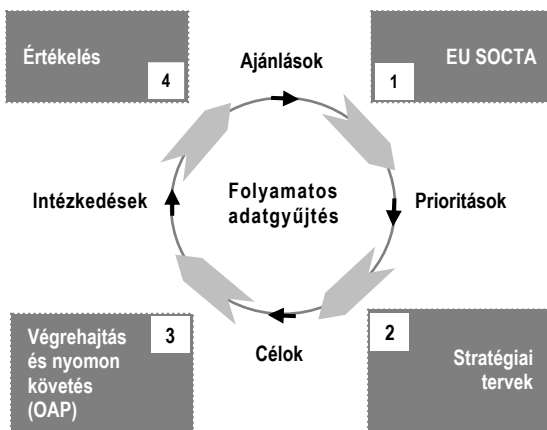 Értékelés
4
Ajánlások
EU SOCTA
1
Intézkedések
Folyamatos
adatgyűjtés
Prioritások
Végrehajtás
és nyomon
követés
(OAP)
3
Célok
2
Stratégiai
tervek